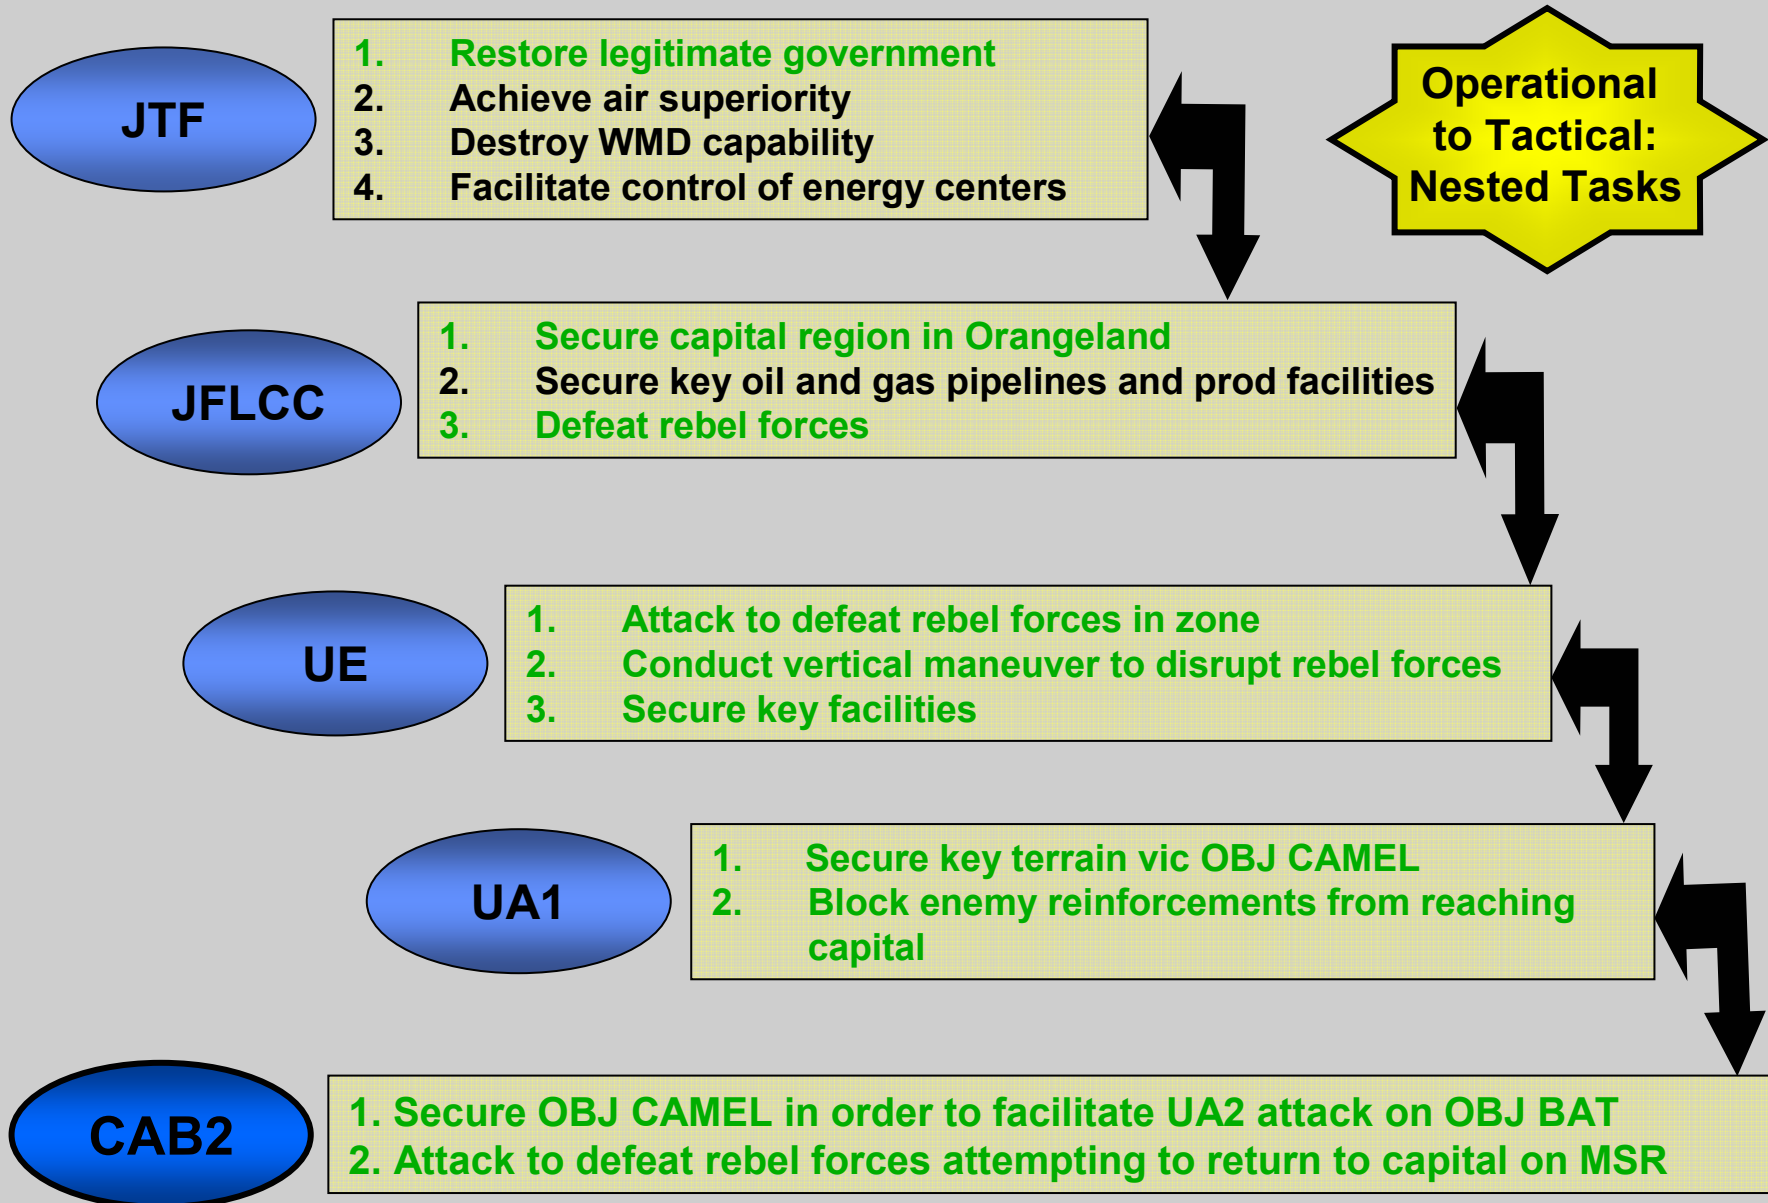 JTF
1. Restore legitimate government
2. Achieve air superiority
3. Destroy WMD capability
4. Facilitate control of energy centers
Operational
to Tactical:
Nested Tasks
JFLCC
1. Secure capital region in Orangeland
2. Secure key oil and gas pipelines and prod facilities
3. Defeat rebel forces
UE
1. Attack to defeat rebel forces in zone
2. Conduct vertical maneuver to disrupt rebel forces
3. Secure key facilities
UA1
1. Secure key terrain vic OBJ CAMEL
2. Block enemy reinforcements from reaching
capital
CAB2
1. Secure OBJ CAMEL in order to facilitate UA2 attack on OBJ BAT
2. Attack to defeat rebel forces attempting to return to capital on MSR